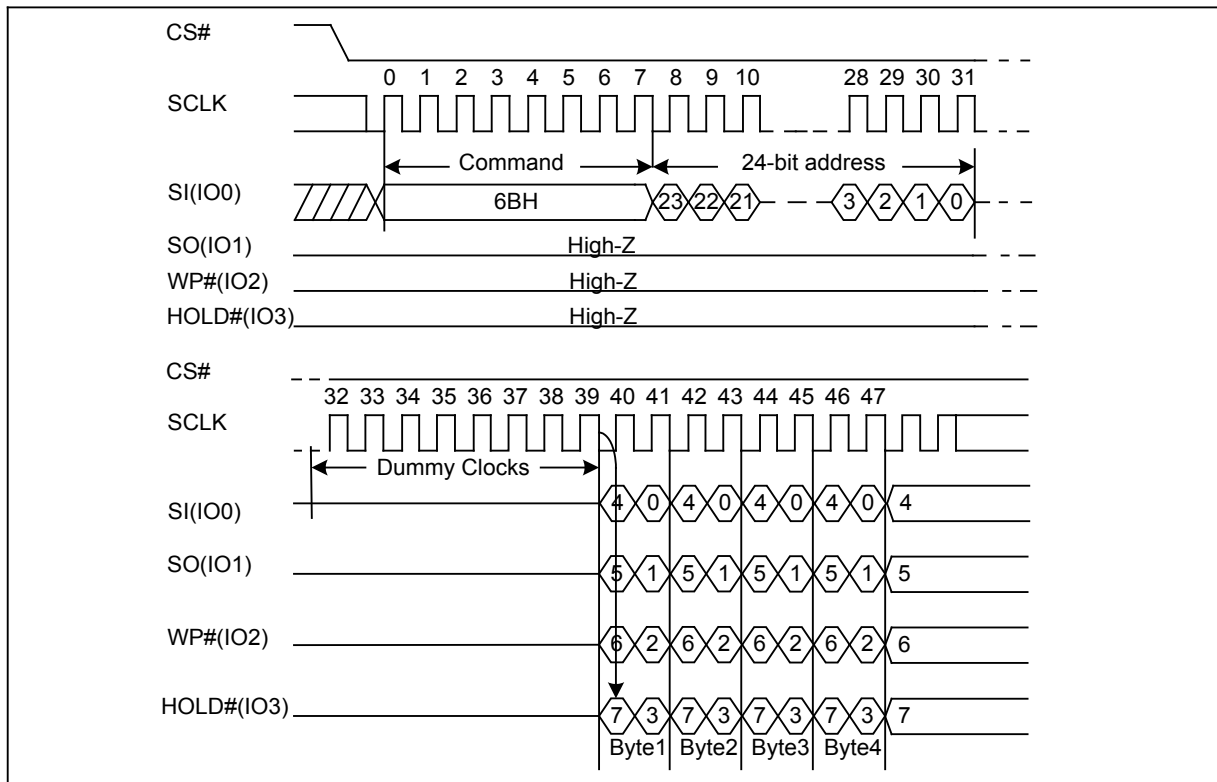 CS#
0 1 2 3 4 5 6 7 8 9 10 28 29 30 31
SCLK
Command 24-bit address
SI(IO0) 6BH 23 22 21 3 2 1 0
SO(IO1) High-Z
WP#(IO2) High-Z
HOLD#(IO3) High-Z
CS#
32 33 34 35 36 37 38 39 40 41 42 43 44 45 46 47
SCLK
Dummy Clocks
SI(IO0) 4 0 4 0 4 0 4 0 4
SO(IO1) 5 1 5 1 5 1 5 1 5
WP#(IO2) 6 2 6 2 6 2 6 2 6
HOLD#(IO3) 7 3 7 3 7 3 7 3 7
Byte1 Byte2 Byte3 Byte4